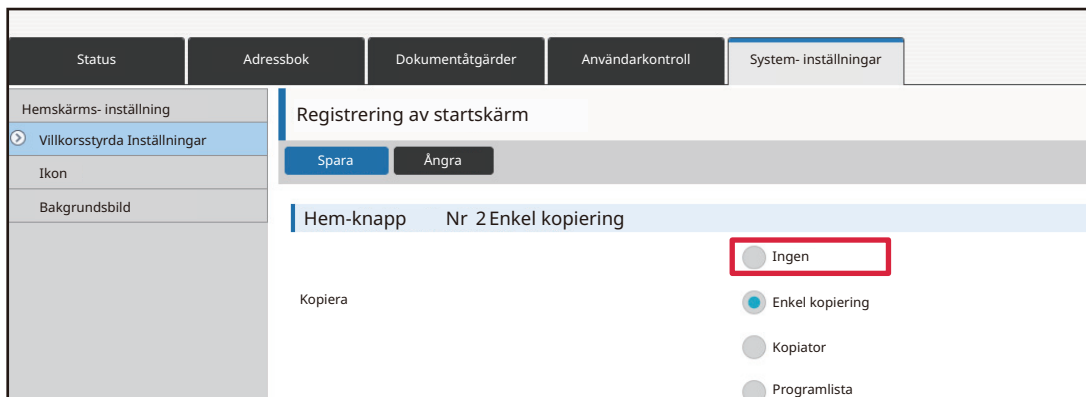 Status
Adressbok
Dokumentåtgärder
Användarkontroll
System- inställningar
Hemskärms- inställning
Villkorsstyrda Inställningar
Ikon
Bakgrundsbild
Registrering av startskärm
Spara
Ångra
Hem-knapp Nr 2 Enkel kopiering
Ingen
Kopiera
Enkel kopiering
Kopiator
Programlista